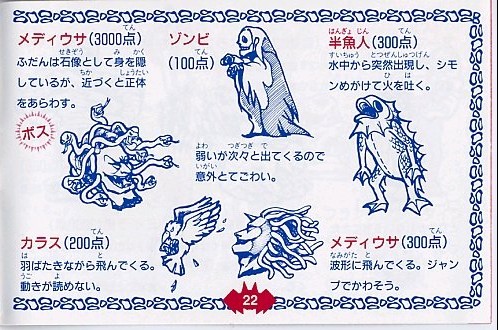 メディウサ(3000点)
ふだんは石像として身を隠
しているが、近づくと正体
をあらわす。
ボス
ゾンビ
(100点)
弱いが次々と出てくるので
意外とてごわい。
半魚人(300点)
水中から突然出現し、シモ
ンめがけて火を吐く。
カラス(200点)
羽ばたきながら飛んでくる。
動きが読めない。
メディウサ(300点)
波形に飛んでくる。ジャン
プでかわそう。
22